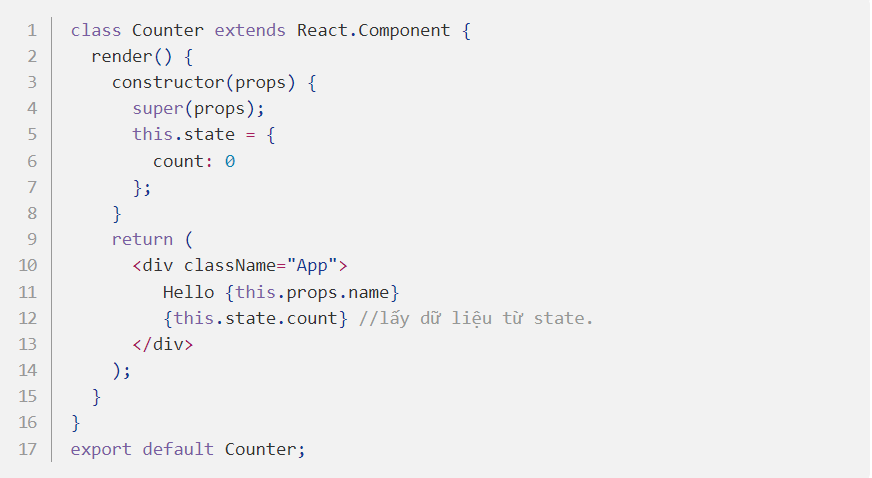 1 class Counter extends React.Component {
2   render() {
3     constructor(props) {
4       super(props);
5       this.state = {
6         count: 0
7       };
8     }
9     return (
10       <div className="App">
11          Hello {this.props.name}
12          {this.state.count} //lấy dữ liệu từ state.
13       </div>
14     );
15   }
16 }
17 export default Counter;